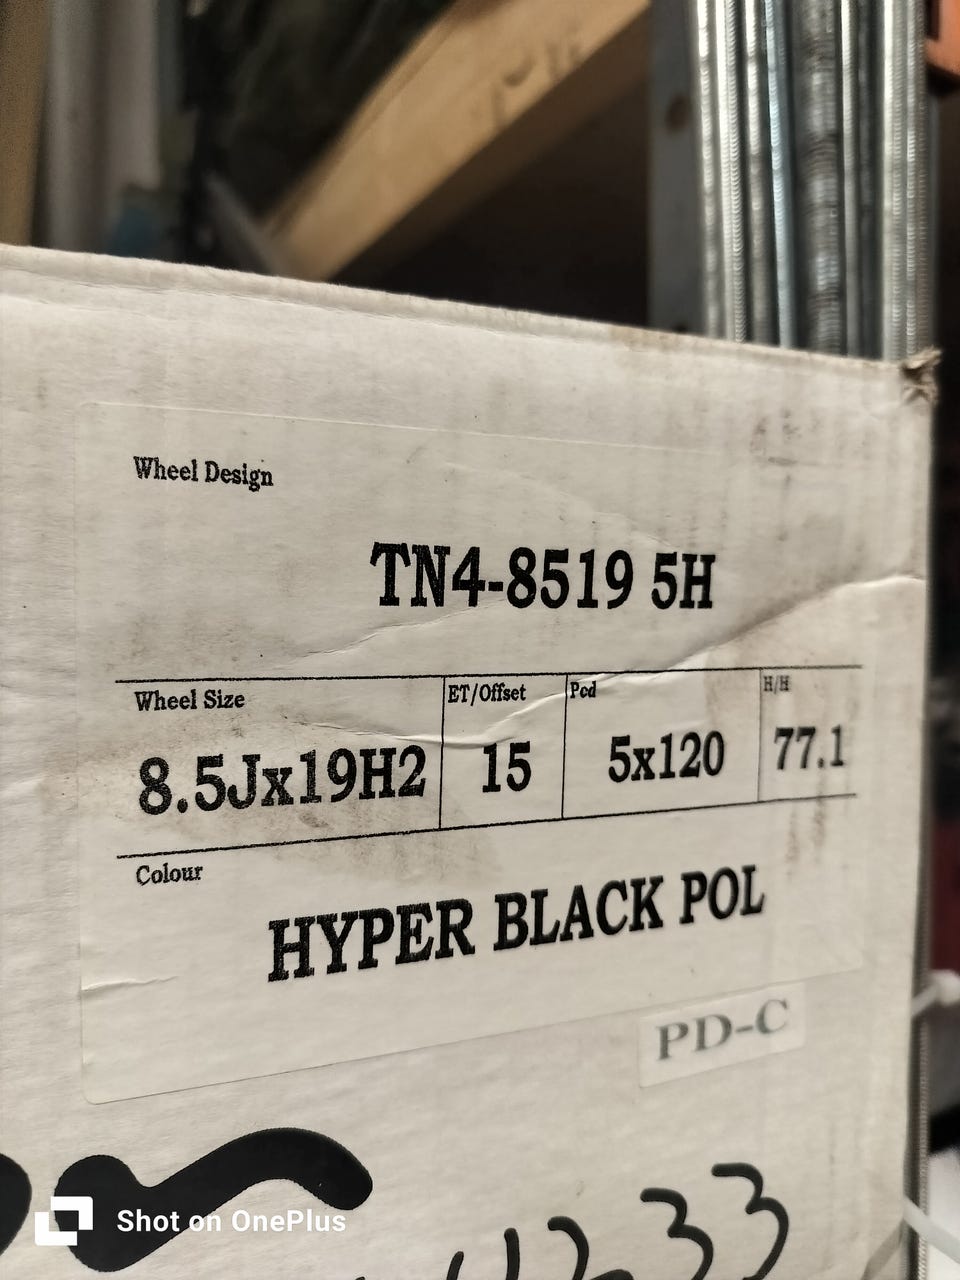 Wheel Design
TN4-8519 5H
Wheel Size ET/Offset Pcd H/H
8.5Jx19H2 15 5x120 77.1
Colour
HYPER BLACK POL
PD-C
Shot on OnePlus